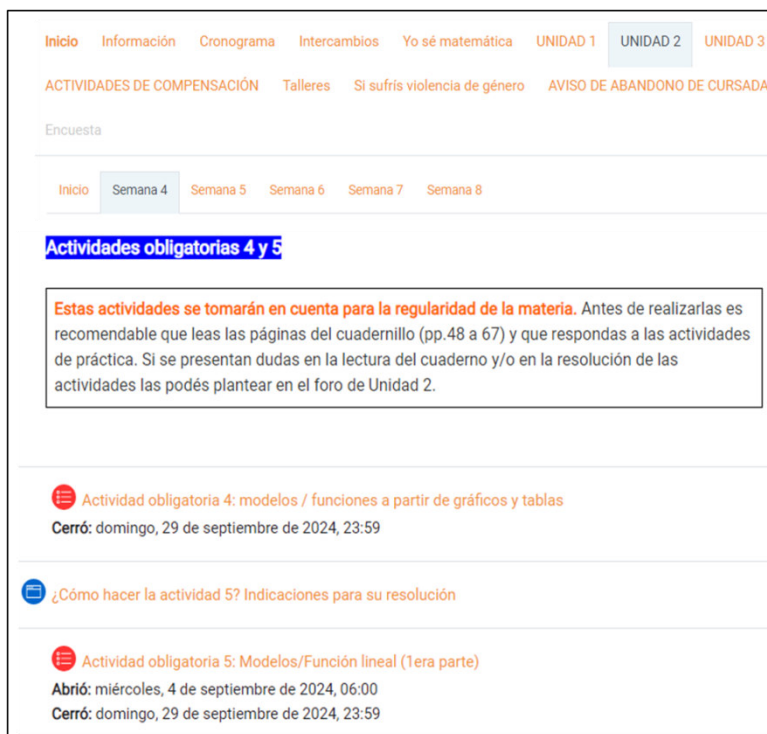 Inicio Información Cronograma Intercambios Yo sé matemática UNIDAD 1 UNIDAD 2 UNIDAD 3
ACTIVIDADES DE COMPENSACIÓN Talleres Si sufrís violencia de género AVISO DE ABANDONO DE CURSADA
Encuesta
Inicio Semana 4 Semana 5 Semana 6 Semana 7 Semana 8
Actividades obligatorias 4 y 5
Estas actividades se tomarán en cuenta para la regularidad de la materia. Antes de realizarlas es
recomendable que leas las páginas del cuadernillo (pp.48 a 67) y que respondas a las actividades
de práctica. Si se presentan dudas en la lectura del cuaderno y/o en la resolución de las
actividades las podés plantear en el foro de Unidad 2.
Actividad obligatoria 4: modelos / funciones a partir de gráficos y tablas
Cerró: domingo, 29 de septiembre de 2024, 23:59
¿Cómo hacer la actividad 5? Indicaciones para su resolución
Actividad obligatoria 5: Modelos/Función lineal (1era parte)
Abrió: miércoles, 4 de septiembre de 2024, 06:00
Cerró: domingo, 29 de septiembre de 2024, 23:59